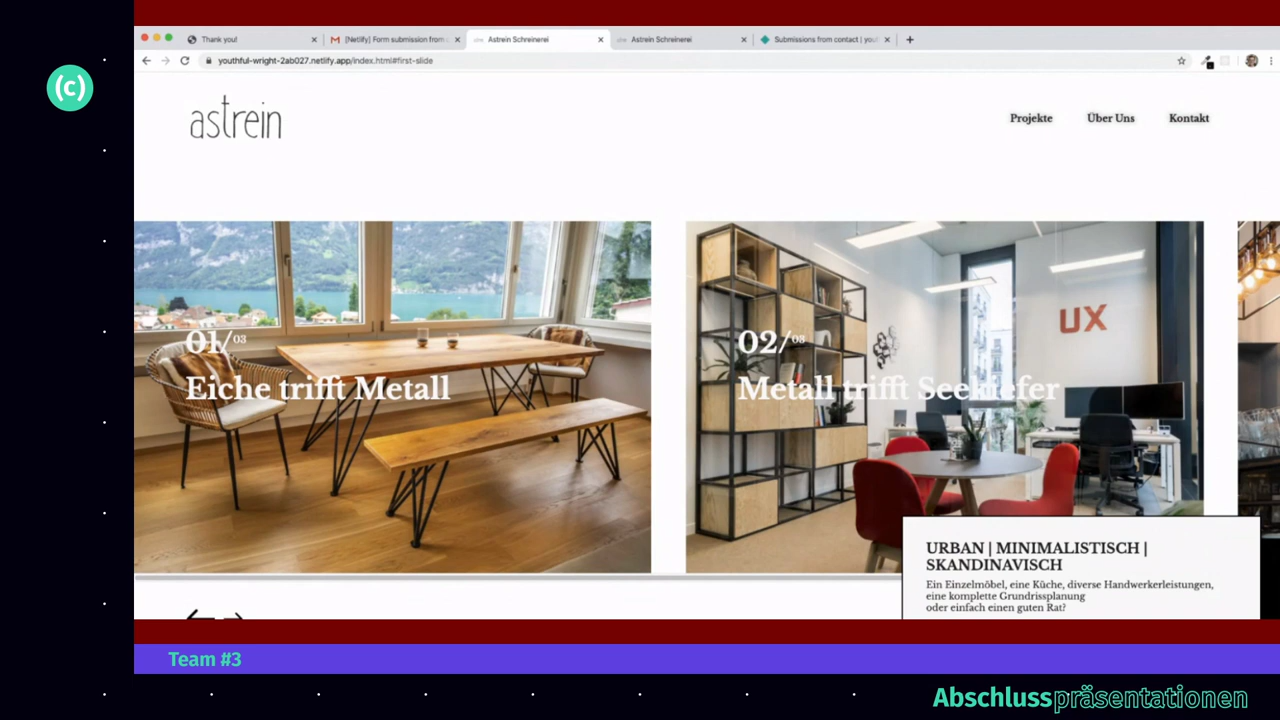 Thank you!
[Netlify] Form submission from
Astrein Schreinerei
Astrein Schreinerei
Submissions from contact | yout
youthful-wright-2ab027.netlify.app/index.html#first-slide
(c)
astrein
Projekte
Über Uns
Kontakt
01/03
Eiche trifft Metall
02/03
Metall trifft Seekiefer
UX
URBAN | MINIMALISTISCH |
SKANDINAVISCH
Ein Einzelmöbel, eine Küche, diverse Handwerkerleistungen,
eine komplette Grundrissplanung
oder einfach einen guten Rat?
Team #3
Abschlusspräsentationen